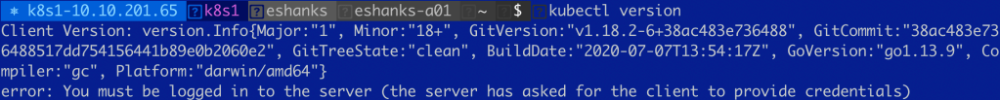 * k8s1-10.10.201.65 k8s1 eshanks eshanks-a01 ~ $ kubectl version
Client Version: version.Info{Major:"1", Minor:"18+", GitVersion:"v1.18.2-6+38ac483e736488", GitCommit:"38ac483e73
6488517dd754156441b89e0b2060e2", GitTreeState:"clean", BuildDate:"2020-07-07T13:54:17Z", GoVersion:"go1.13.9", Co
mpiler:"gc", Platform:"darwin/amd64"}
error: You must be logged in to the server (the server has asked for the client to provide credentials)